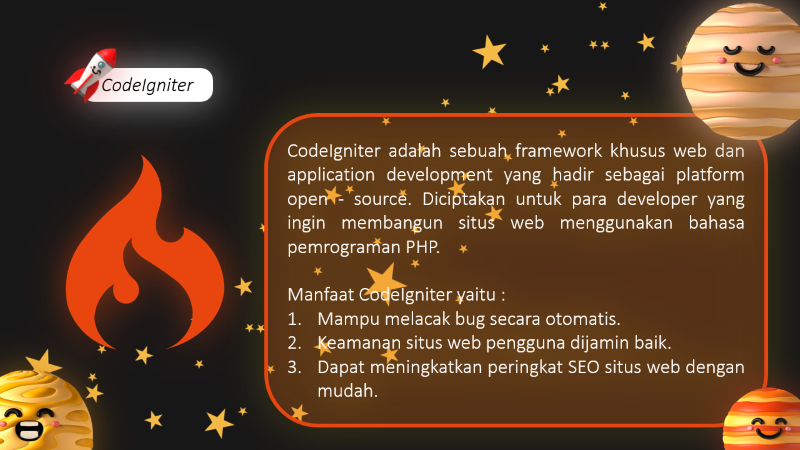 CodeIgniter
CodeIgniter adalah sebuah framework khusus web dan
application development yang hadir sebagai platform
open - source. Diciptakan untuk para developer yang
ingin membangun situs web menggunakan bahasa
pemrograman PHP.
Manfaat CodeIgniter yaitu :
1. Mampu melacak bug secara otomatis.
2. Keamanan situs web pengguna dijamin baik.
3. Dapat meningkatkan peringkat SEO situs web dengan
mudah.